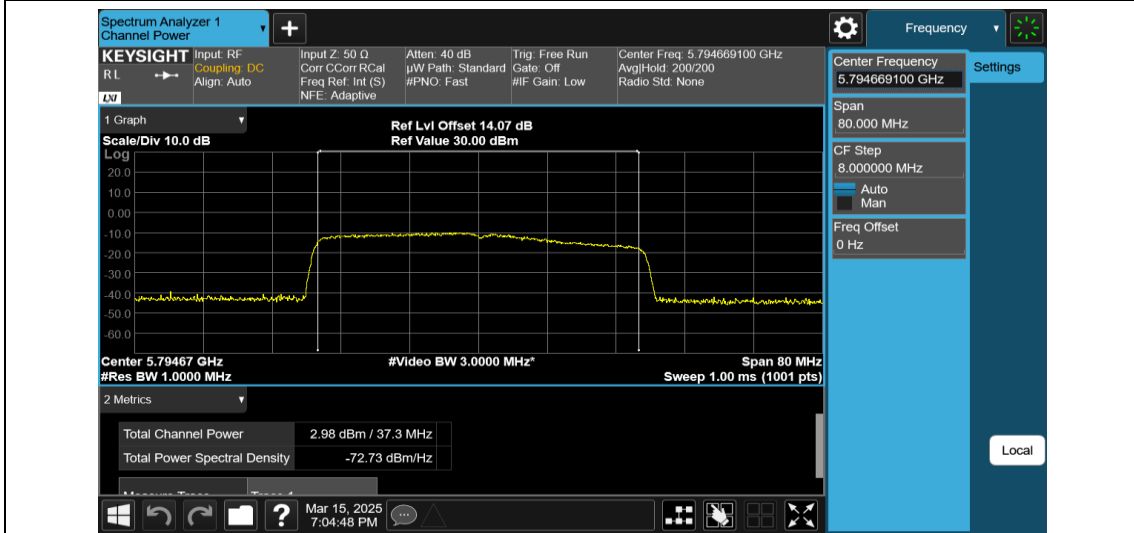 Spectrum Analyzer 1
Channel Power
Frequency
KEYSIGHT
R L
LXI
Input: RF
Coupling: DC
Align: Auto
Input Z: 50 Ω
Corr CCorr RCal
Freq Ref: Int (S)
NFE: Adaptive
Atten: 40 dB
µW Path: Standard
#PNO: Fast
Trig: Free Run
Gate: Off
#IF Gain: Low
Center Freq: 5.794669100 GHz
Avg|Hold: 200/200
Radio Std: None
Center Frequency
5.794669100 GHz
Settings
Span
80.000 MHz
CF Step
8.000000 MHz
Auto
Man
Freq Offset
0 Hz
1 Graph
Ref Lvl Offset 14.07 dB
Scale/Div 10.0 dB
Ref Value 30.00 dBm
Log
20.0
10.0
0.00
-10.0
-20.0
-30.0
-40.0
-50.0
-60.0
Center 5.79467 GHz
#Video BW 3.0000 MHz*
Span 80 MHz
#Res BW 1.0000 MHz
Sweep 1.00 ms (1001 pts)
2 Metrics
Total Channel Power 2.98 dBm / 37.3 MHz
Total Power Spectral Density -72.73 dBm/Hz
Local
Mar 15, 2025
7:04:48 PM